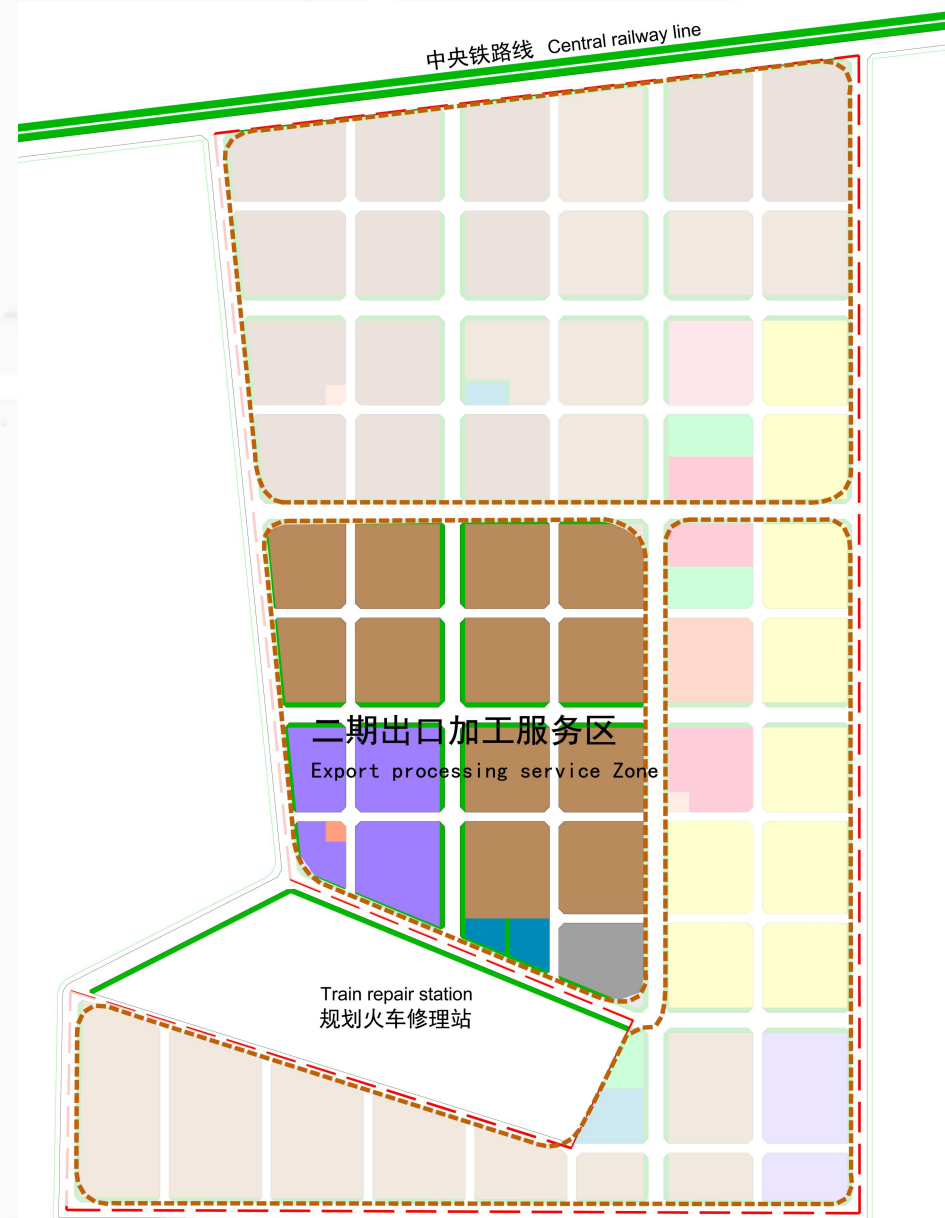 中央铁路线 Central railway line
二期出口加工服务区
Export processing service Zone
Train repair station
规划火车修理站